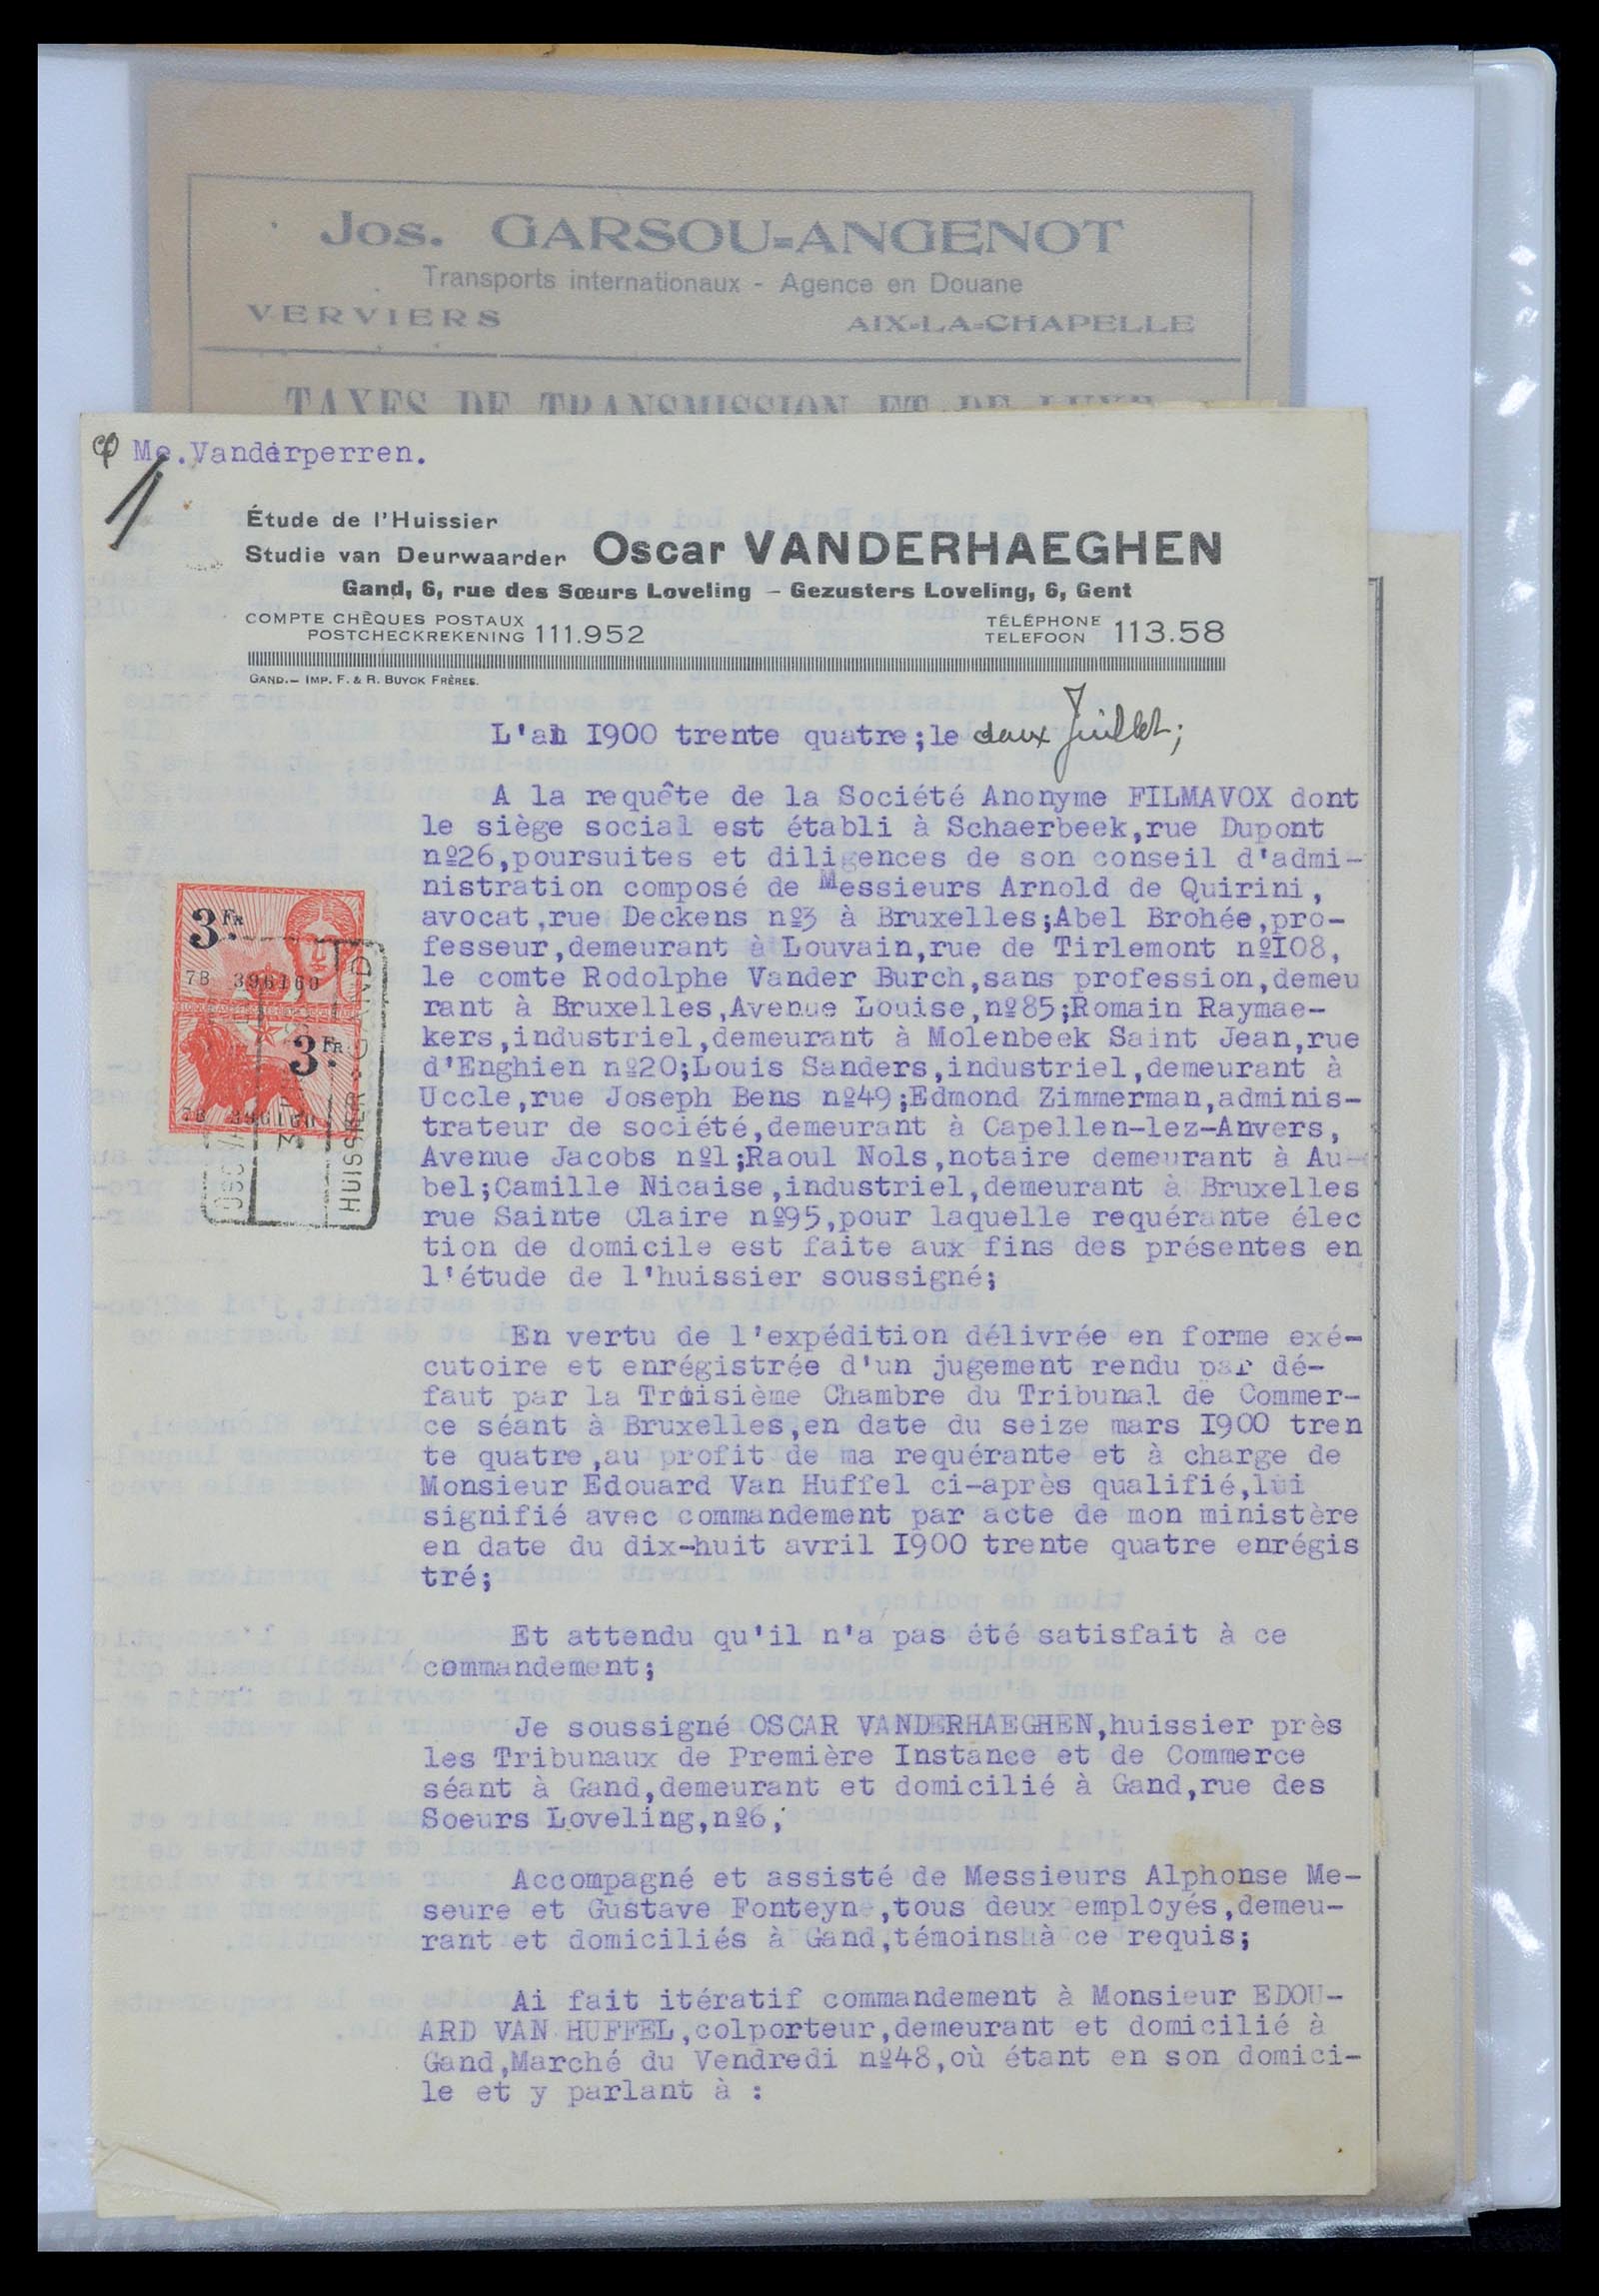 Jos. GARSOU=ANGENOT
Transports internationaux - Agence en Douane
VERVIERS AIX=LA=CHAPELLE
TAXES DE TRANSMISSION ET DE LUXE
Me.Vanderperren.
Étude de l'Huissier
Studie van Deurwaarder Oscar VANDERHAEGHEN
Gand, 6, rue des Sœurs Loveling – Gezusters Loveling, 6, Gent
COMPTE CHÈQUES POSTAUX
POSTCHECKREKENING 111.952
TÉLÉPHONE
TELEFOON 113.58
GAND.– IMP. F. & R. BUYCK FRÈRES.
L'an I900 trente quatre;le deux Juillet;
A la requête de la Société Anonyme FILMAVOX dont
le siège social est établi à Schaerbeek,rue Dupont
nº26,poursuites et diligences de son conseil d'admi-
nistration composé de Messieurs Arnold de Quirini,
avocat,rue Deckens nº3 à Bruxelles;Abel Brohée,pro-
fesseur,demeurant à Louvain,rue de Tirlemont nºI08,
le comte Rodolphe Vander Burch,sans profession,demeu
rant à Bruxelles,Avenue Louise,nº85;Romain Raymae-
kers,industriel,demeurant à Molenbeek Saint Jean,rue
d'Enghien nº20;Louis Sanders,industriel,demeurant à
Uccle,rue Joseph Bens nº49;Edmond Zimmerman,adminis-
trateur de société,demeurant à Capellen-lez-Anvers,
Avenue Jacobs nº1;Raoul Nols,notaire demeurant à Au-
bel;Camille Nicaise,industriel,demeurant à Bruxelles
rue Sainte Claire nº95,pour laquelle requérante élec
tion de domicile est faite aux fins des présentes en
l'étude de l'huissier soussigné;
En vertu de l'expédition délivrée en forme exé-
cutoire et enrégistrée d'un jugement rendu par dé-
faut par la Troisième Chambre du Tribunal de Commer-
ce séant à Bruxelles,en date du seize mars I900 tren
te quatre,au profit de ma requérante et à charge de
Monsieur Edouard Van Huffel ci-après qualifié,lui
signifié avec commandement par acte de mon ministère
en date du dix-huit avril I900 trente quatre enrégis
tré;
Et attendu qu'il n'a pas été satisfait à ce
commandement;
Je soussigné OSCAR VANDERHAEGHEN,huissier près
les Tribunaux de Première Instance et de Commerce
séant à Gand,demeurant et domicilié à Gand,rue des
Soeurs Loveling,nº6;
Accompagné et assisté de Messieurs Alphonse Me-
seure et Gustave Fonteyne,tous deux employés,demeu-
rant et domiciliés à Gand,témoins à ce requis;
Ai fait itératif commandement à Monsieur EDOU-
ARD VAN HUFFEL,colporteur,demeurant et domicilié à
Gand,Marché du Vendredi nº48,où étant en son domici-
le et y parlant à :
3 FR
7B 396160
3 FR
7B 396160
HUISSIER - GAND